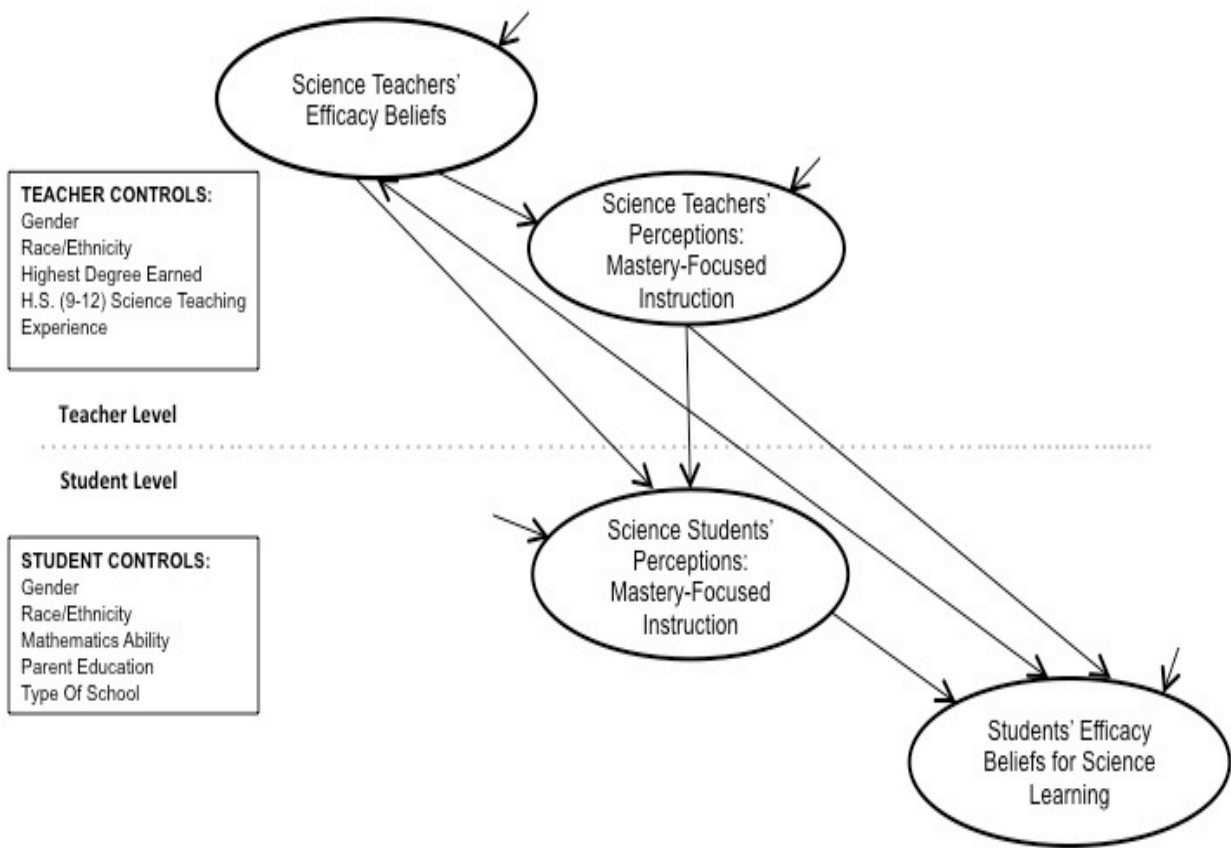 Science Teachers'
Efficacy Beliefs
TEACHER CONTROLS:
Gender
Race/Ethnicity
Highest Degree Earned
H.S. (9-12) Science Teaching
Experience
Science Teachers'
Perceptions:
Mastery-Focused
Instruction
Teacher Level
Student Level
STUDENT CONTROLS:
Gender
Race/Ethnicity
Mathematics Ability
Parent Education
Type Of School
Science Students'
Perceptions:
Mastery-Focused
Instruction
Students' Efficacy
Beliefs for Science
Learning